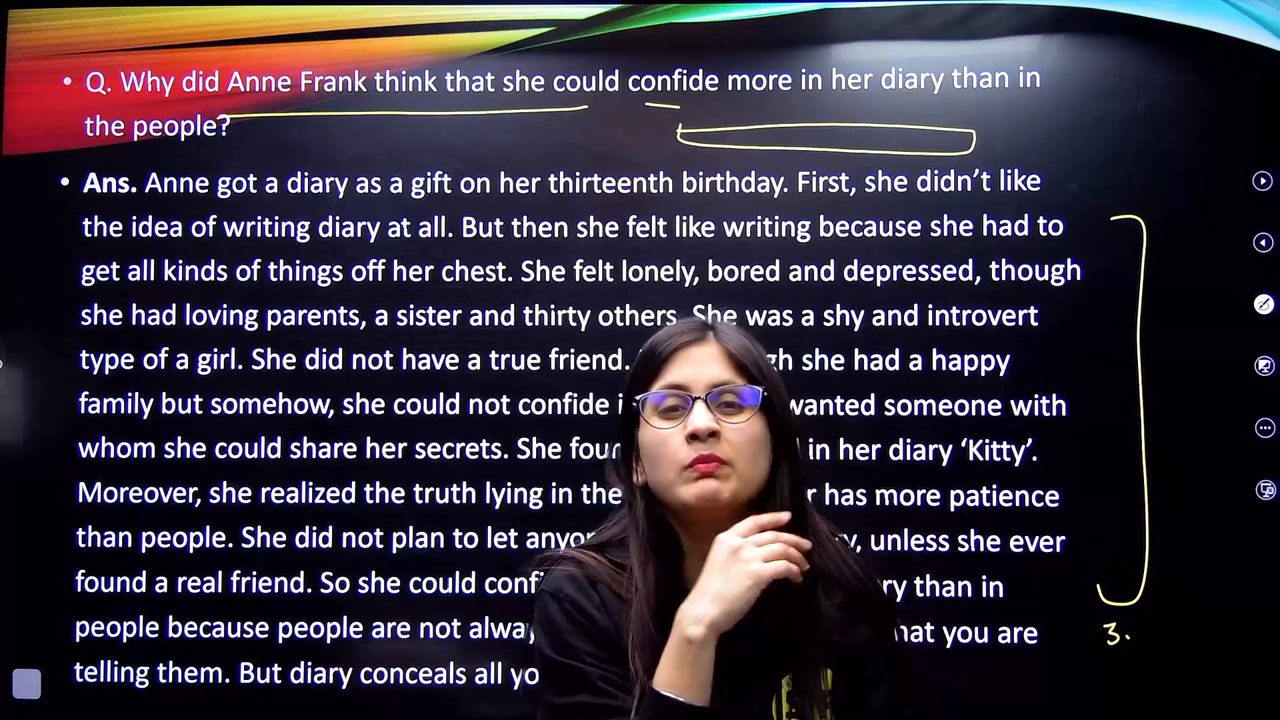 • Q. Why did Anne Frank think that she could confide more in her diary than in
the people?
• Ans. Anne got a diary as a gift on her thirteenth birthday. First, she didn't like
the idea of writing diary at all. But then she felt like writing because she had to
get all kinds of things off her chest. She felt lonely, bored and depressed, though
she had loving parents, a sister and thirty others. She was a shy and introvert
type of a girl. She did not have a true friend. she had a happy
family but somehow, she could not confide wanted someone with
whom she could share her secrets. She in her diary 'Kitty'.
Moreover, she realized the truth lying in the has more patience
than people. She did not plan to let unless she ever
found a real friend. So she could than in
people because people are not you are
telling them. But diary conceals all
3.